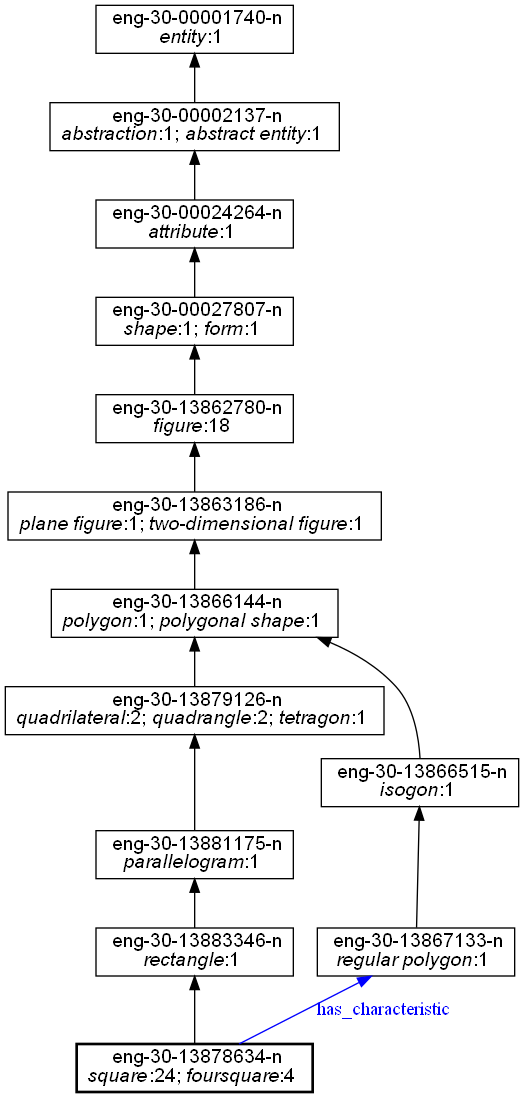 eng-30-00001740-n
entity:1
eng-30-00002137-n
abstraction:1; abstract entity:1
eng-30-00024264-n
attribute:1
eng-30-00027807-n
shape:1; form:1
eng-30-13862780-n
figure:18
eng-30-13863186-n
plane figure:1; two-dimensional figure:1
eng-30-13866144-n
polygon:1; polygonal shape:1
eng-30-13879126-n
quadrilateral:2; quadrangle:2; tetragon:1
eng-30-13866515-n
isogon:1
eng-30-13881175-n
parallelogram:1
eng-30-13883346-n
rectangle:1
eng-30-13867133-n
regular polygon:1
has_characteristic
eng-30-13878634-n
square:24; foursquare:4